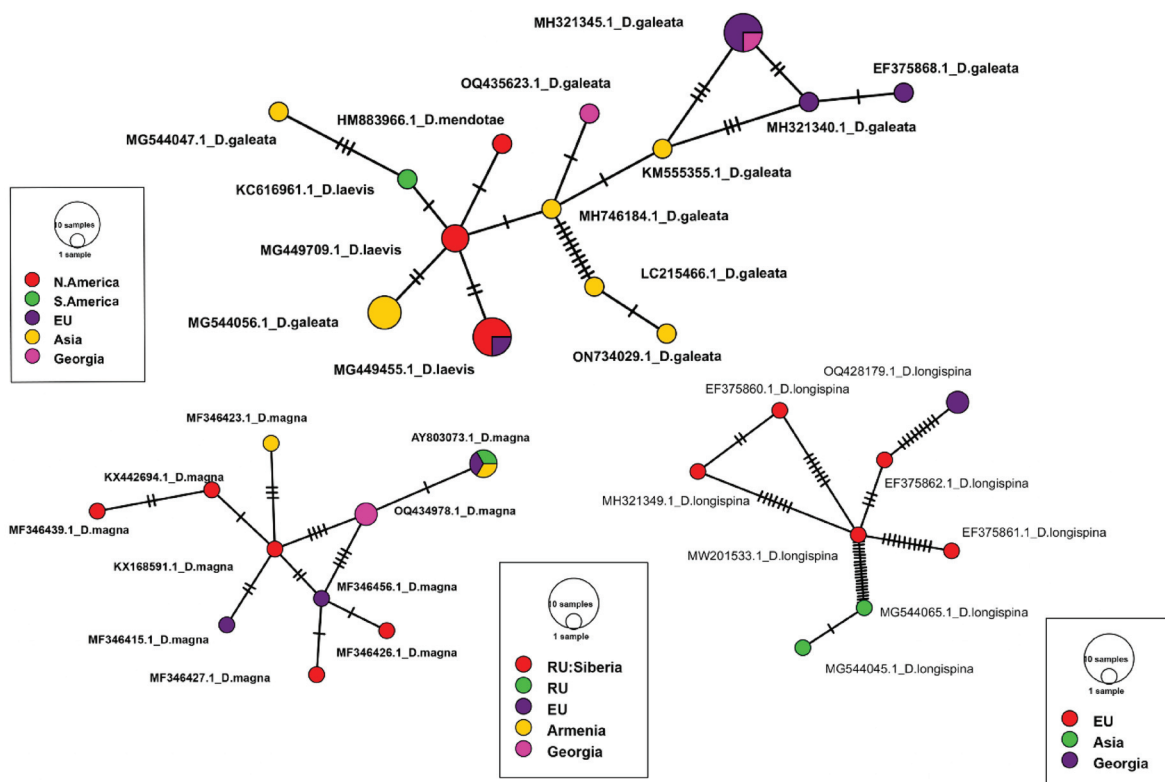 MH321345.1_D.galeata
EF375868.1_D.galeata
OQ435623.1_D.galeata
HM883966.1_D.mendotae
MH321340.1_D.galeata
MG544047.1_D.galeata
KM555355.1_D.galeata
KC616961.1_D.laevis
MH746184.1_D.galeata
MG449709.1_D.laevis
LC215466.1_D.galeata
MG544056.1_D.galeata
ON734029.1_D.galeata
MG449455.1_D.laevis
10 samples
1 sample
N.America
S.America
EU
Asia
Georgia
MF346423.1_D.magna
AY803073.1_D.magna
KX442694.1_D.magna
OQ434978.1_D.magna
MF346439.1_D.magna
KX168591.1_D.magna
MF346456.1_D.magna
MF346415.1_D.magna
MF346426.1_D.magna
MF346427.1_D.magna
10 samples
1 sample
RU:Siberia
RU
EU
Armenia
Georgia
OQ428179.1_D.longispina
EF375860.1_D.longispina
EF375862.1_D.longispina
MH321349.1_D.longispina
EF375861.1_D.longispina
MW201533.1_D.longispina
MG544065.1_D.longispina
MG544045.1_D.longispina
10 samples
1 sample
EU
Asia
Georgia